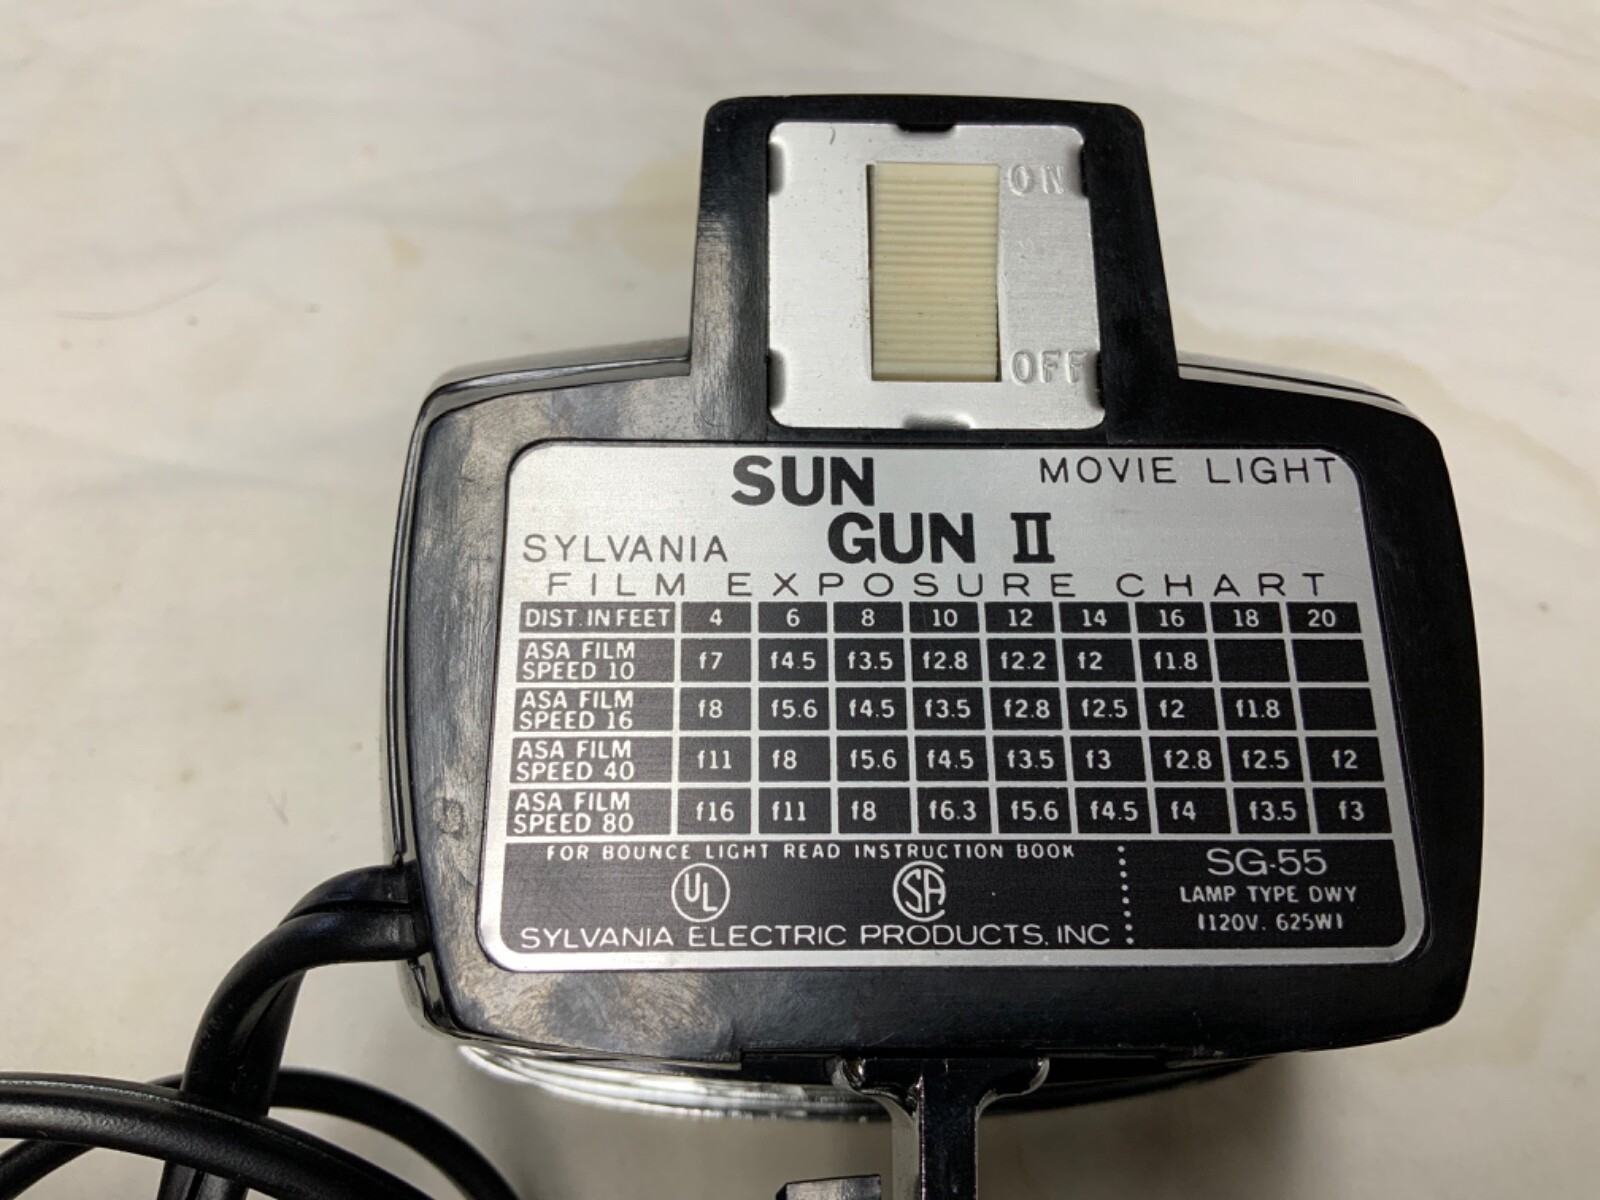 ON
OFF
SUN MOVIE LIGHT
SYLVANIA GUN II
FILM EXPOSURE CHART
DIST. IN FEET 4 6 8 10 12 14 16 18 20
ASA FILM SPEED 10 f7 f4.5 f3.5 f2.8 f2.2 f2 f1.8
ASA FILM SPEED 16 f8 f5.6 f4.5 f3.5 f2.8 f2.5 f2 f1.8
ASA FILM SPEED 40 f11 f8 f5.6 f4.5 f3.5 f3 f2.8 f2.5 f2
ASA FILM SPEED 80 f16 f11 f8 f6.3 f5.6 f4.5 f4 f3.5 f3
FOR BOUNCE LIGHT READ INSTRUCTION BOOK
UL SA
SYLVANIA ELECTRIC PRODUCTS, INC
SG-55
LAMP TYPE DWY
(120V. 625W)